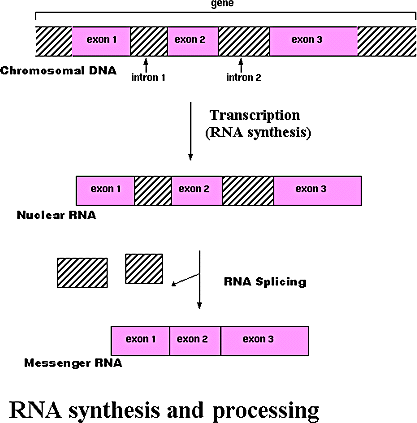 gene
exon 1 exon 2 exon 3
Chromosomal DNA
intron 1 intron 2
Transcription
(RNA synthesis)
exon 1 exon 2 exon 3
Nuclear RNA
RNA Splicing
exon 1 exon 2 exon 3
Messenger RNA
RNA synthesis and processing